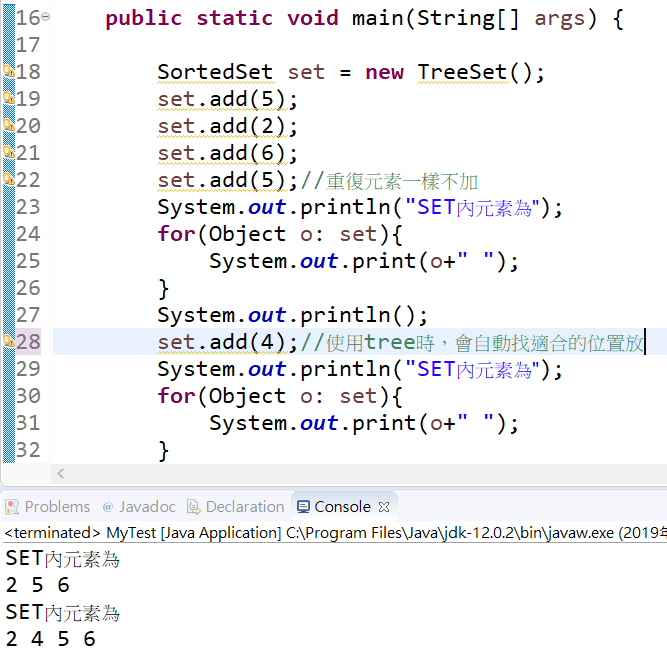 16 public static void main(String[] args) {
17
18 SortedSet set = new TreeSet();
19 set.add(5);
20 set.add(2);
21 set.add(6);
22 set.add(5);//重復元素一樣不加
23 System.out.println("SET內元素為");
24 for(Object o: set){
25 System.out.print(o+" ");
26 }
27 System.out.println();
28 set.add(4);//使用tree時，會自動找適合的位置放
29 System.out.println("SET內元素為");
30 for(Object o: set){
31 System.out.print(o+" ");
32 }
Problems @ Javadoc Declaration Console
<terminated> MyTest [Java Application] C:\Program Files\Java\jdk-12.0.2\bin\javaw.exe (2019年
SET內元素為
2 5 6
SET內元素為
2 4 5 6